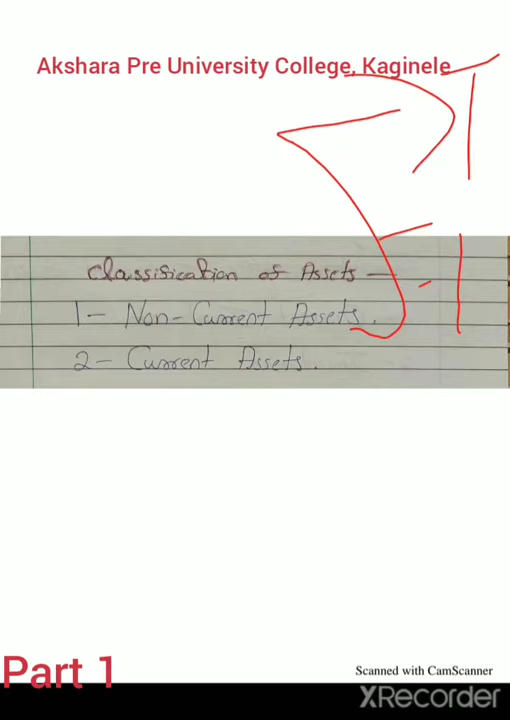 Akshara Pre University College, Kaginele
Classification of Assets —
1- Non-Current Assets.
2- Current Assets.
Part 1
Scanned with CamScanner
XRecorder